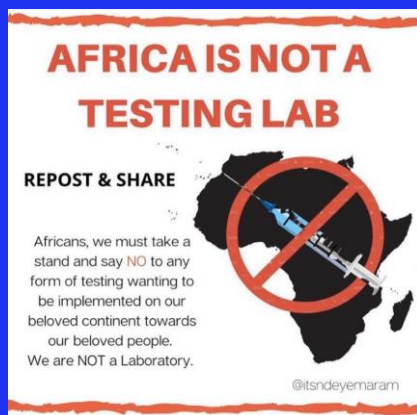 AFRICA IS NOT A
TESTING LAB
REPOST & SHARE
Africans, we must take a
stand and say NO to any
form of testing wanting to
be implemented on our
beloved continent towards
our beloved people.
We are NOT a Laboratory.
@itsndeyemaram